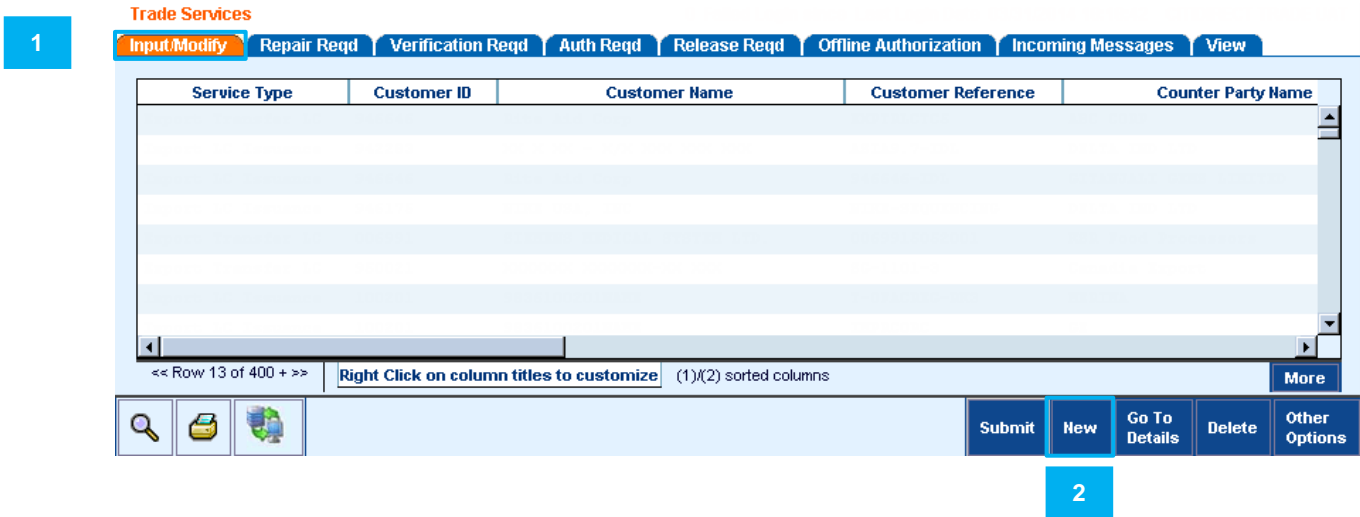 Trade Services
1
Input/Modify Repair Reqd Verification Reqd Auth Reqd Release Reqd Offline Authorization Incoming Messages View
Service Type Customer ID Customer Name Customer Reference Counter Party Name
<< Row 13 of 400 + >> Right Click on column titles to customize (1)/(2) sorted columns More
Submit New Go To Details Delete Other Options
2